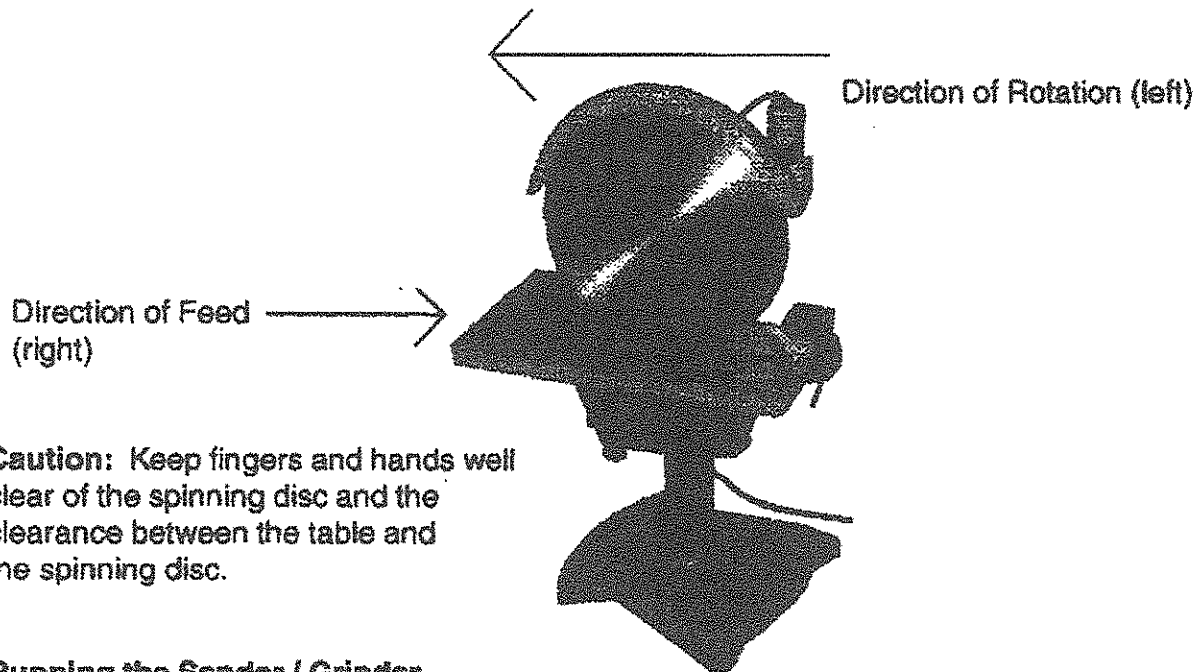 Direction of Rotation (left)
Direction of Feed
(right)
Caution: Keep fingers and hands well
clear of the spinning disc and the
clearance between the table and
the spinning disc.
Running the Sander / Grinder